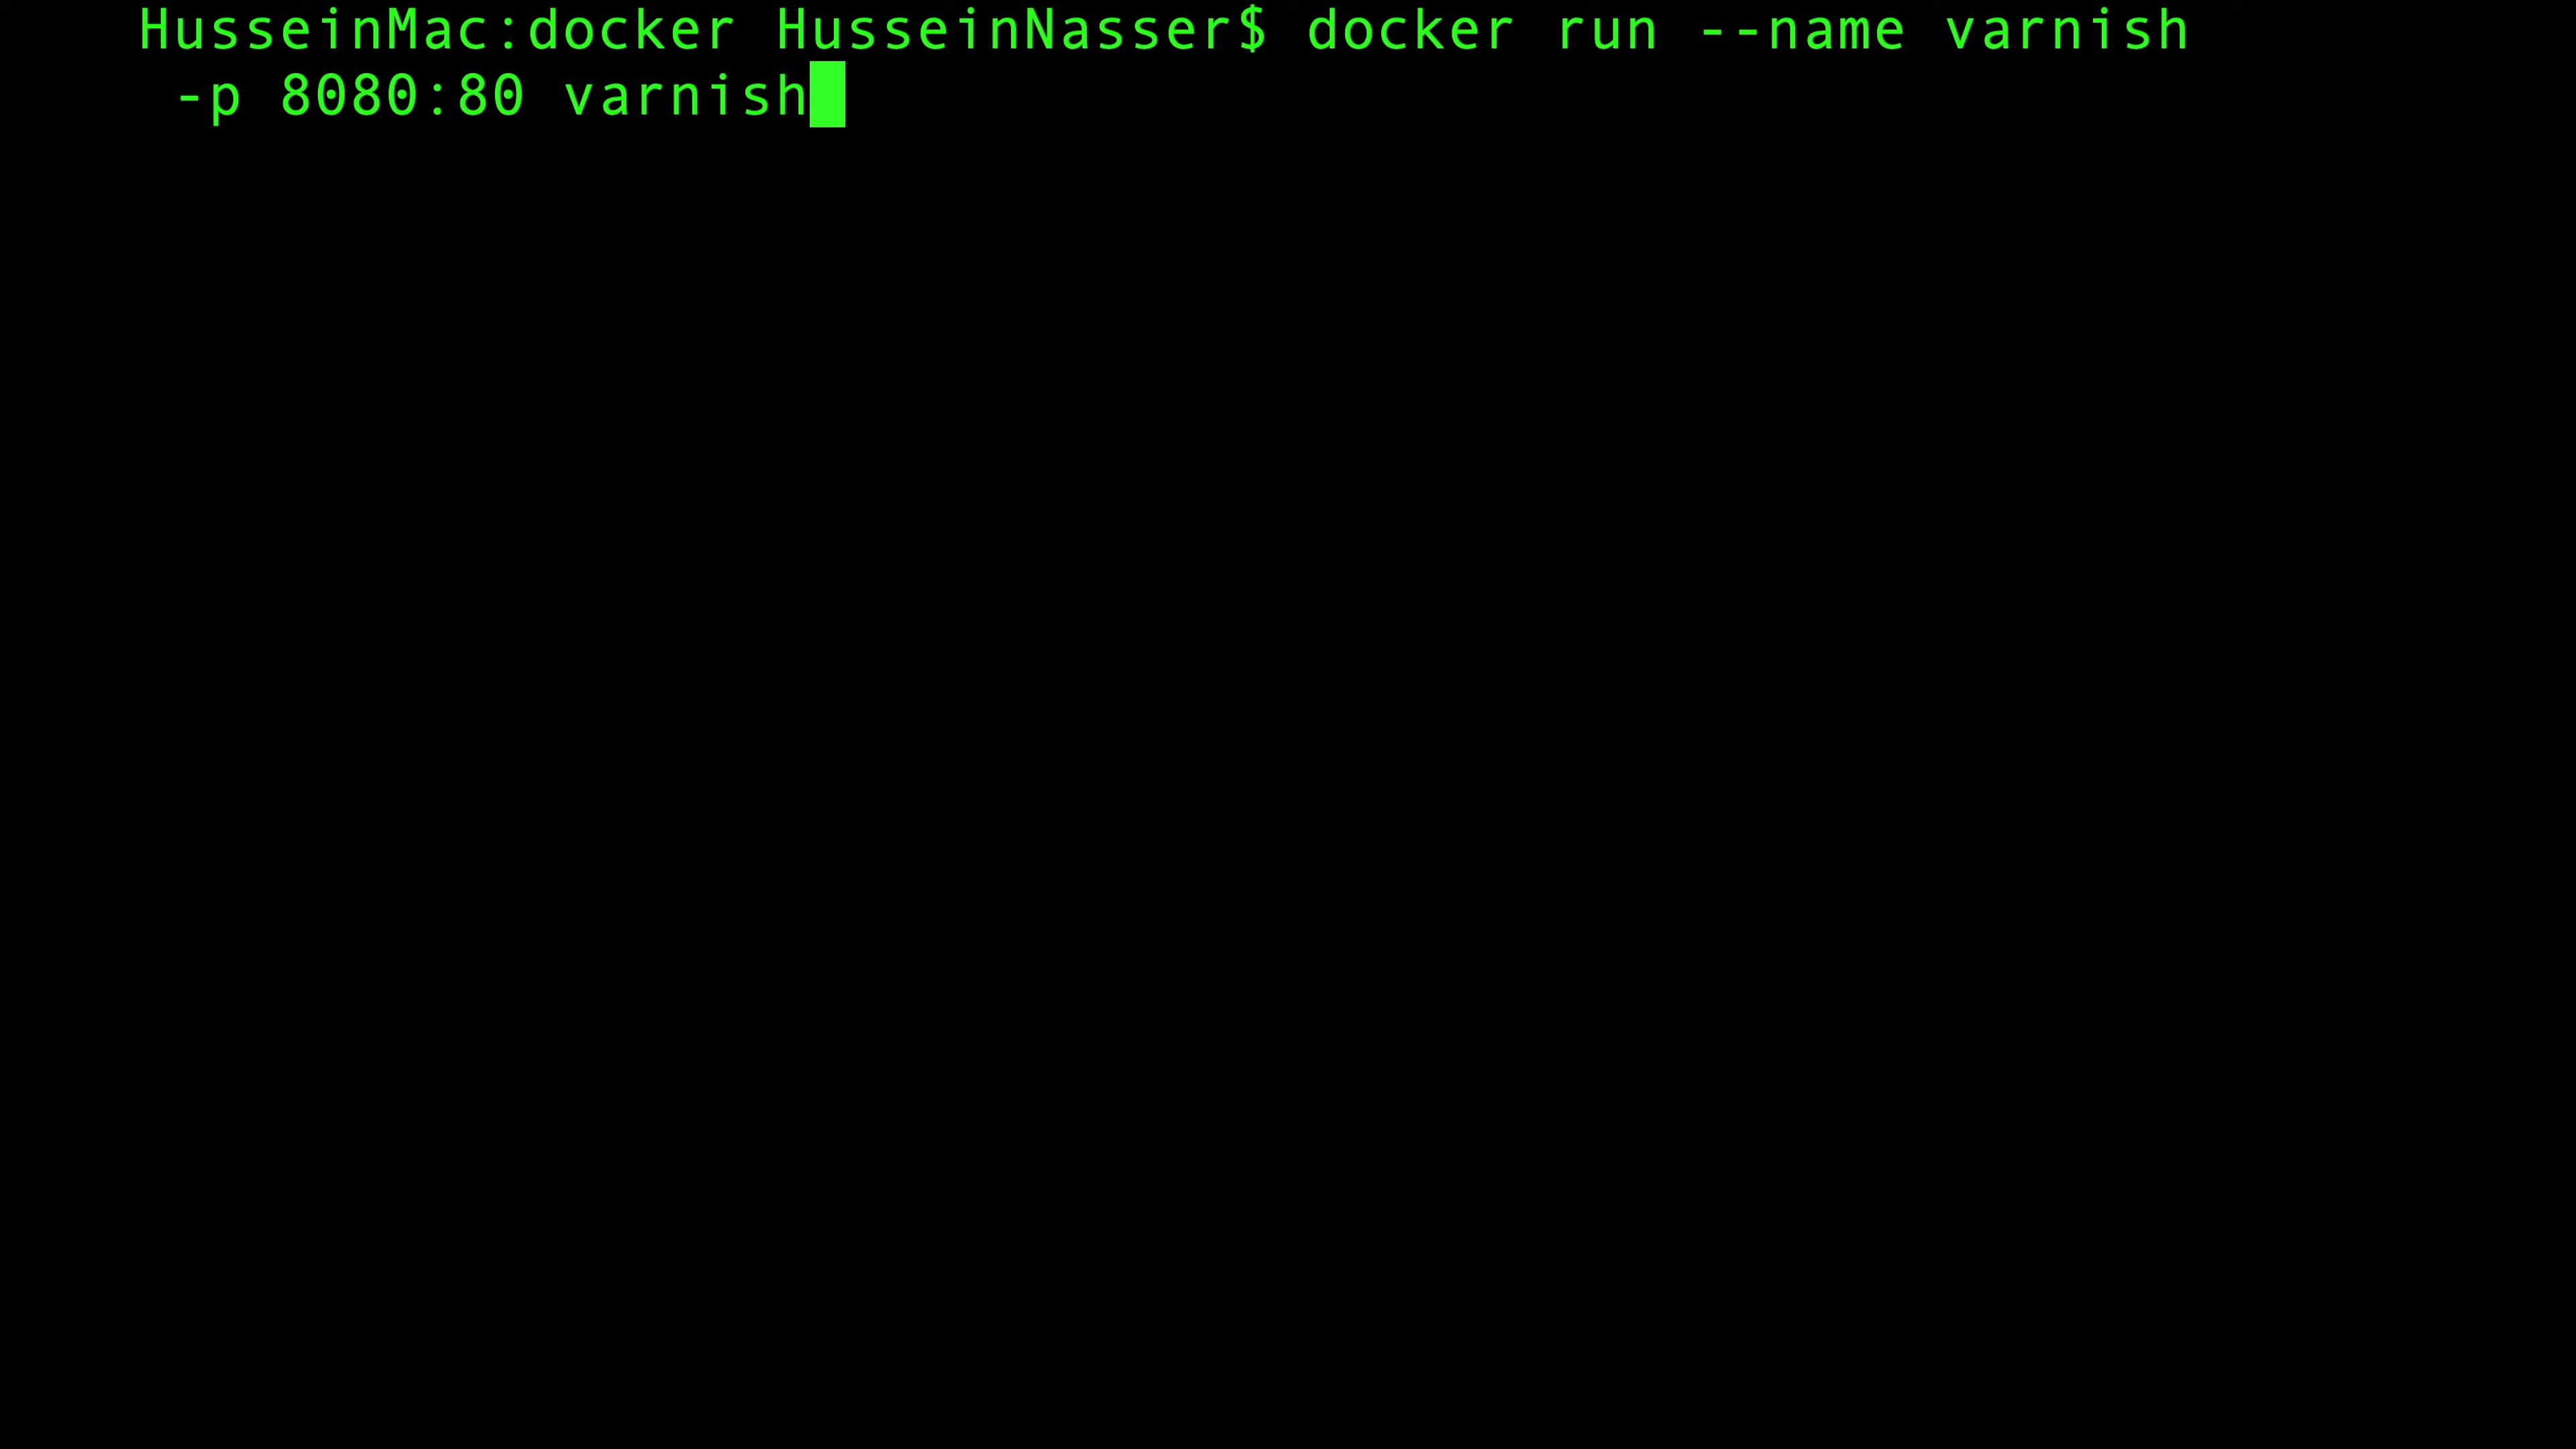 HusseinMac:docker HusseinNasser$ docker run --name varnish
-p 8080:80 varnish